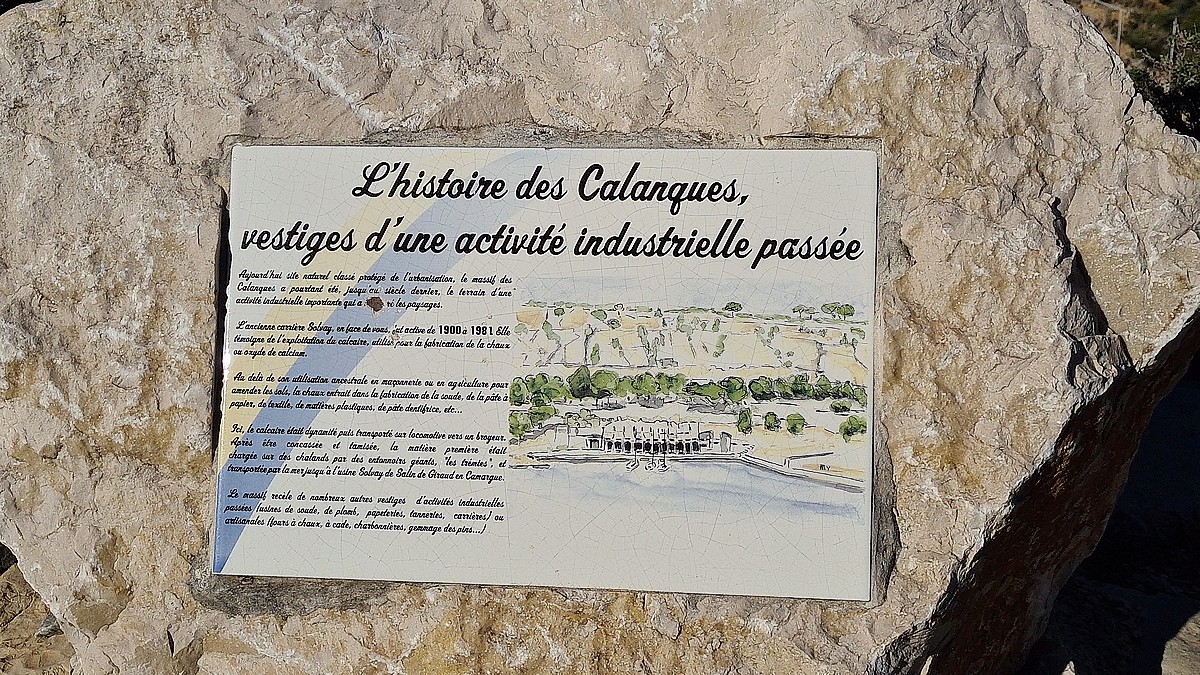 L'histoire des Calanques,
vestiges d'une activité industrielle passée
Aujourd'hui site naturel classé protégé de l'urbanisation, le massif des
Calanques a pourtant été, jusqu'au siècle dernier, le terrain d'une
activité industrielle importante qui a les paysages.
L'ancienne carrière Solvay, en face de vous, est active de 1900 à 1981. Elle
témoigne de l'exploitation du calcaire, utilisé pour la fabrication de la chaux
ou oxyde de calcium.
Au delà de son utilisation ancestrale en maçonnerie ou en agriculture pour
amender les sols, la chaux entrait dans la fabrication de la soude, de la pâte à
papier, de textile, de matières plastiques, de pâte dentifrice, etc...
Ici, le calcaire était dynamité puis transporté sur locomotive vers un broyeur.
Après être concassée et tamisée, la matière première était
chargée sur des chalands par des entonnoirs géants, "les trémies", et
transportée par la mer jusqu'à l'usine Solvay de Salin de Giraud en Camargue.
Le massif recèle de nombreux autres vestiges d'activités industrielles
passées (usines de soude, de plomb, papeteries, tanneries, carrières) ou
artisanales (fours à chaux, à cade, charbonnières, gemmage des pins...)